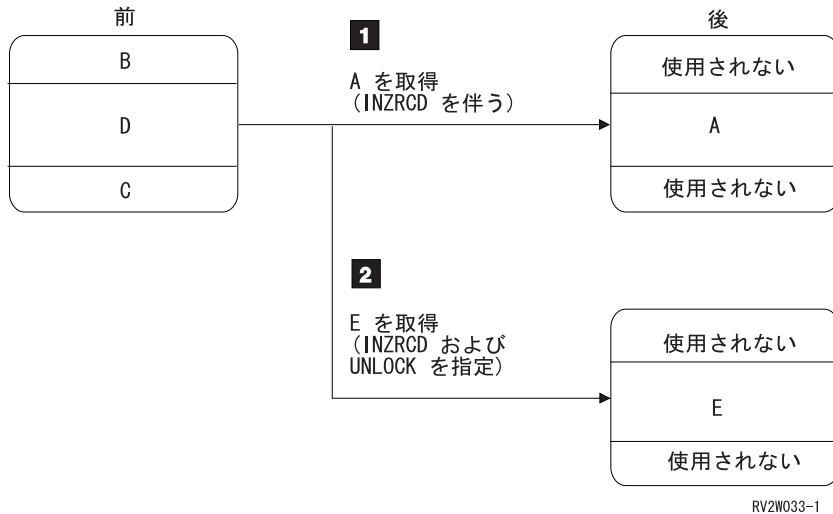 前
B
D
C
1
A を取得
(INZRCD を伴う)
後
使用されない
A
使用されない
2
E を取得
(INZRCD および
UNLOCK を指定)
使用されない
E
使用されない
RV2W033-1